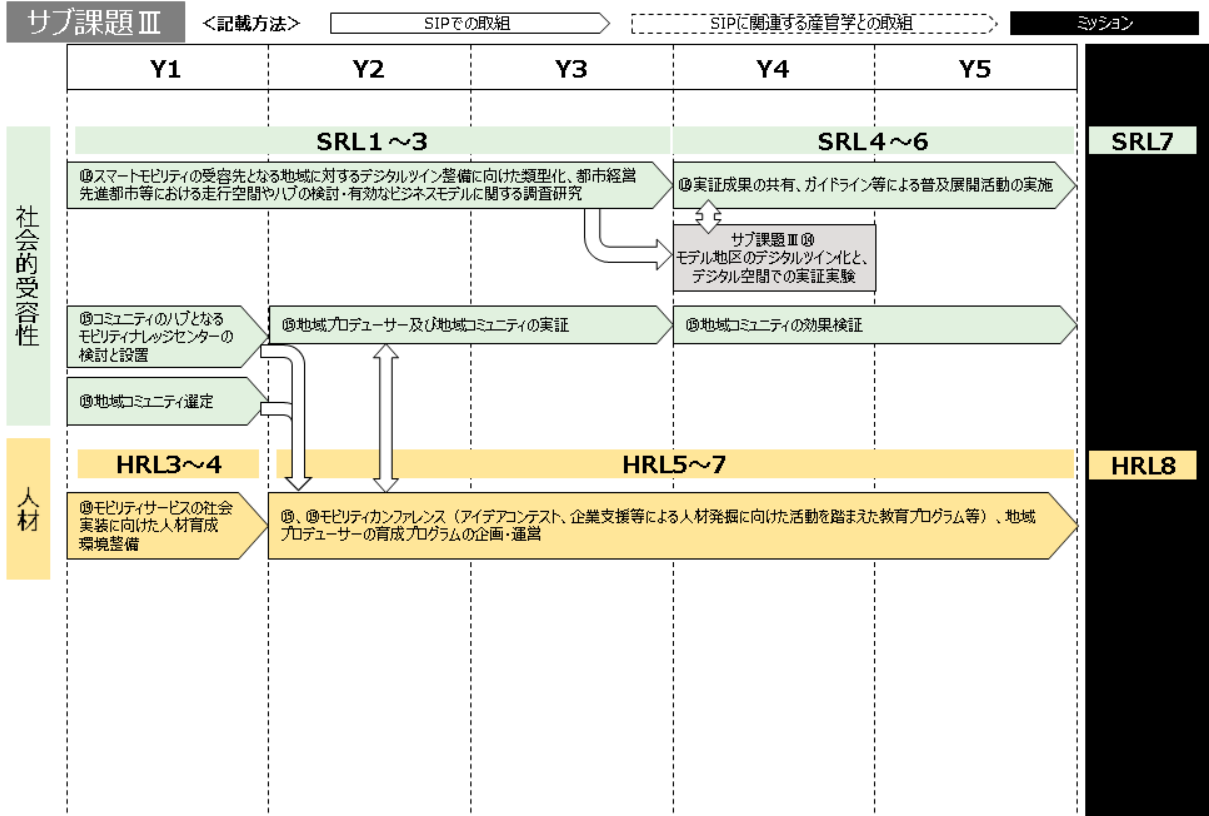 サブ課題Ⅲ
<記載方法>
SIPでの取組
SIPに関連する産官学との取組
ミッション
Y1
Y2
Y3
Y4
Y5
社会的受容性
SRL1～3
SRL4～6
SRL7
スマートモビリティの受容先となる地域に対するデジタルツイン整備に向けた類型化、都市経営
先進都市等における走行空間やハブの検討・有効なビジネスモデルに関する調査研究
実証成果の共有、ガイドライン等による普及展開活動の実施
サブ課題Ⅲ
モデル地区のデジタルツイン化と、
デジタル空間での実証実験
コミュニティのハブとなる
モビリティナレッジセンターの
検討と設置
地域プロデューサー及び地域コミュニティの実証
地域コミュニティの効果検証
地域コミュニティ選定
人材
HRL3～4
HRL5～7
HRL8
モビリティサービスの社会
実装に向けた人材育成
環境整備
、モビリティカンファレンス（アイデアコンテスト、企業支援等による人材発掘に向けた活動を踏まえた教育プログラム等）、地域
プロデューサーの育成プログラムの企画・運営